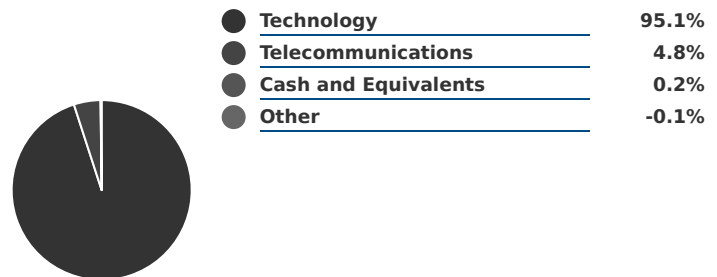 Technology 95.1%
Telecommunications 4.8%
Cash and Equivalents 0.2%
Other -0.1%